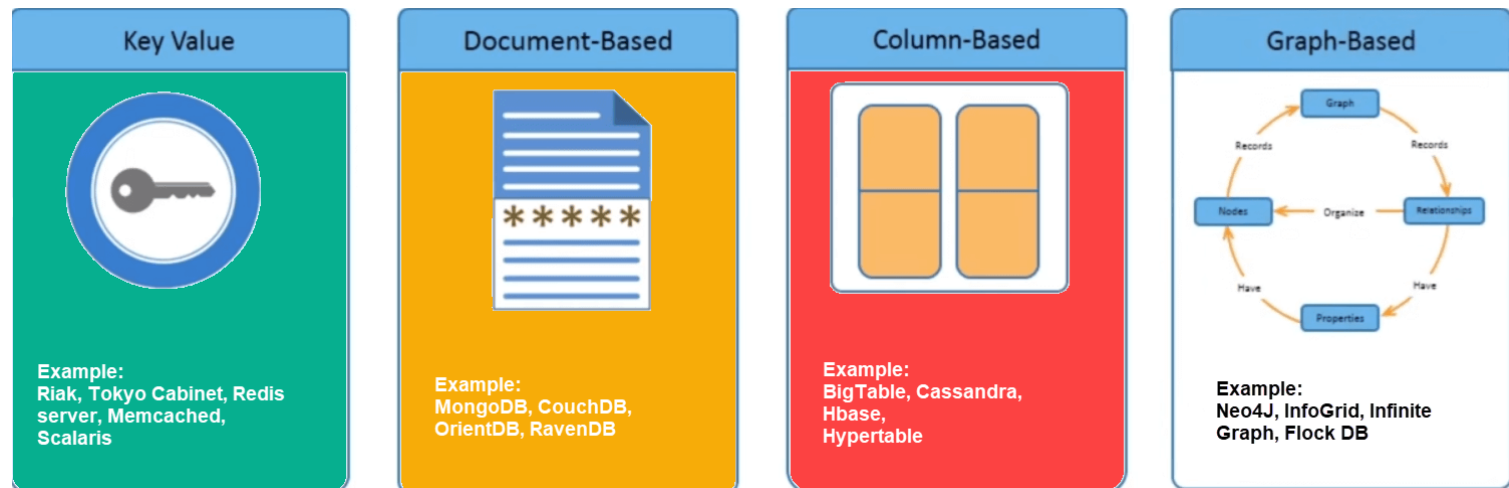 Key Value
Example:
Riak, Tokyo Cabinet, Redis
server, Memcached,
Scalaris
Document-Based
*****
Example:
MongoDB, CouchDB,
OrientDB, RavenDB
Column-Based
Example:
BigTable, Cassandra,
Hbase,
Hypertable
Graph-Based
Graph
Records
Records
Nodes
Organize
Relationships
Have
Have
Properties
Example:
Neo4J, InfoGrid, Infinite
Graph, Flock DB